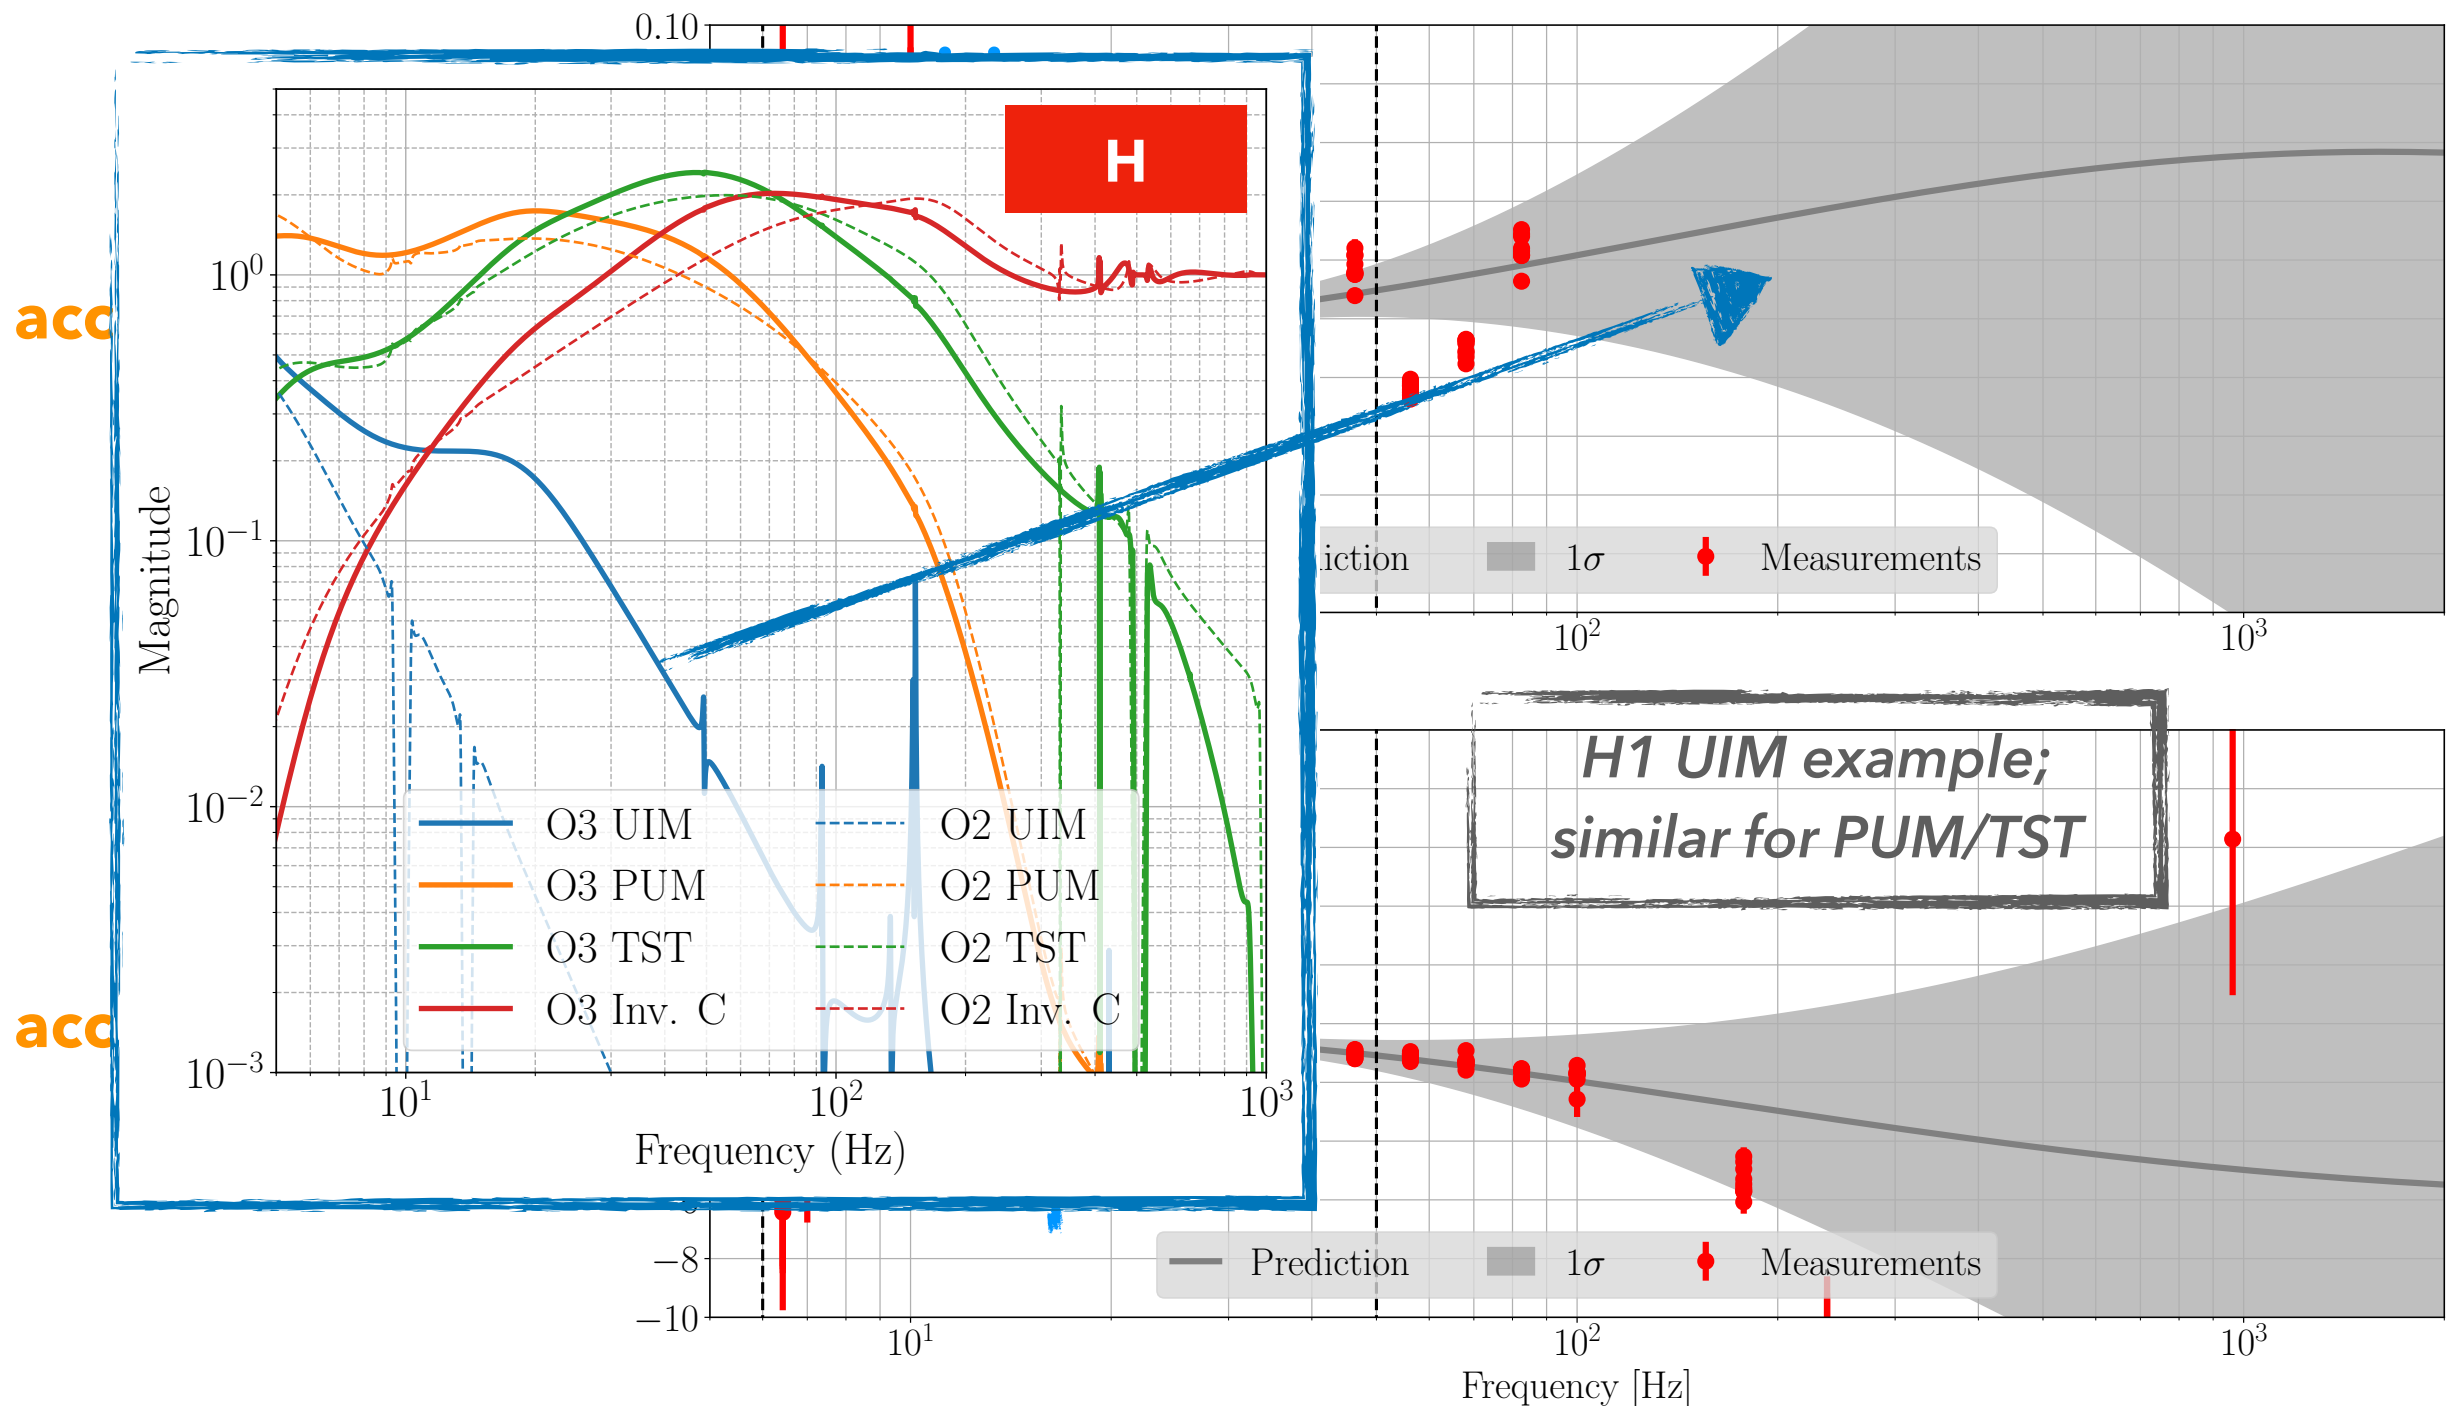 0.10
H
acc
10^0
10^-1
10^-2
10^-3
Magnitude
O3 UIM
O2 UIM
O3 PUM
O2 PUM
O3 TST
O2 TST
O3 Inv. C
O2 Inv. C
10^1
10^2
10^3
Frequency (Hz)
iction
1σ
Measurements
10^2
10^3
H1 UIM example;
similar for PUM/TST
acc
−8
−10
Prediction
1σ
Measurements
10^1
10^2
10^3
Frequency [Hz]